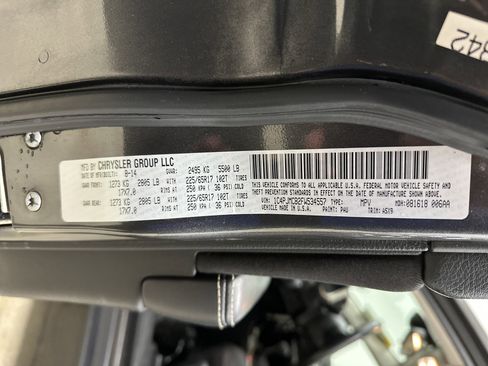 MFD BY CHRYSLER GROUP LLC
DATE OF MFR(BUILT): 8-14 GVWR: 2495 KG 5500 LB
GAWR FRONT: 1273 KG 2805 LB WITH 225/65R17 102T
17X7.0 RIMS AT 250 KPA ( 36 PSI) COLD
GAWR REAR: 1273 KG 2805 LB WITH 225/65R17 102T
17X7.0 RIMS AT 250 KPA ( 36 PSI) COLD
THIS VEHICLE CONFORMS TO ALL APPLICABLE U.S.A. FEDERAL MOTOR VEHICLE SAFETY AND
THEFT PREVENTION STANDARDS IN EFFECT ON THE DATE OF MANUFACTURE SHOWN ABOVE.
VIN: 1C4PJMCB2FW534557 TYPE: MPV MDH:081618 006AA
VEHICLE MADE IN U.S.A. PAINT: PAU TRIM: A5X9